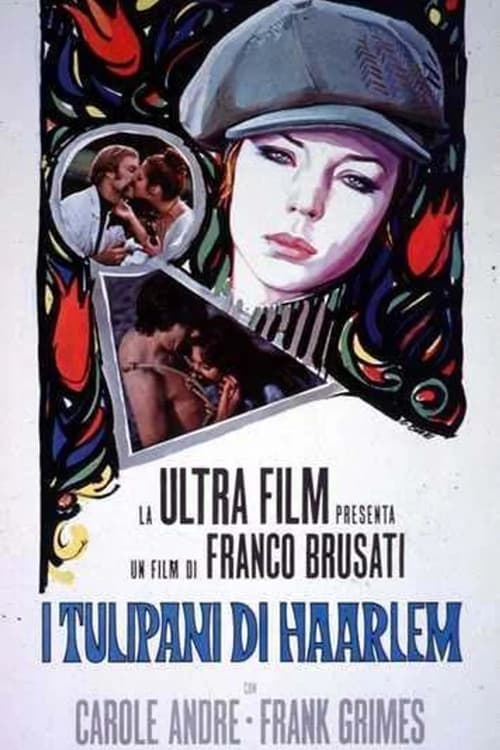 LA ULTRA FILM PRESENTA
UN FILM DI FRANCO BRUSATI
I TULIPANI DI HAARLEM
CON
CAROLE ANDRE • FRANK GRIMES